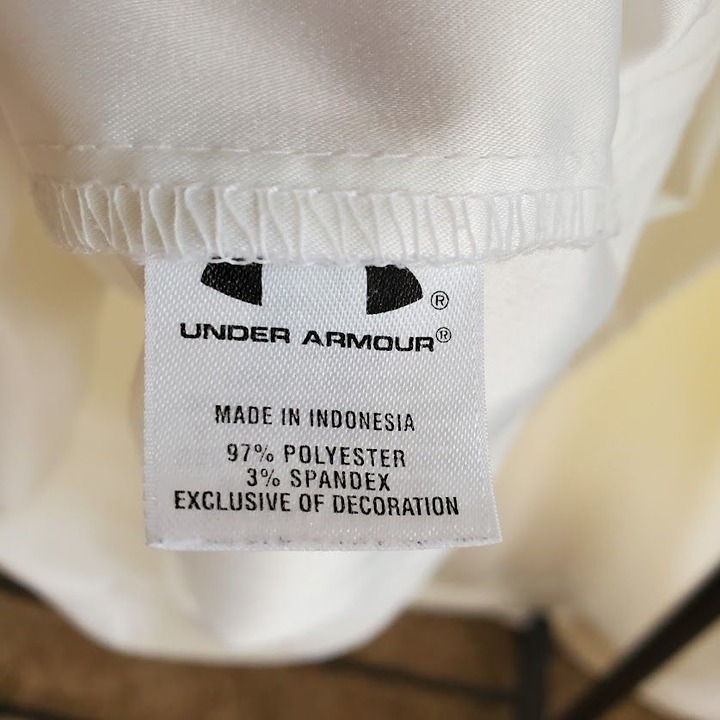 ®
UNDER ARMOUR®
MADE IN INDONESIA
97% POLYESTER
3% SPANDEX
EXCLUSIVE OF DECORATION